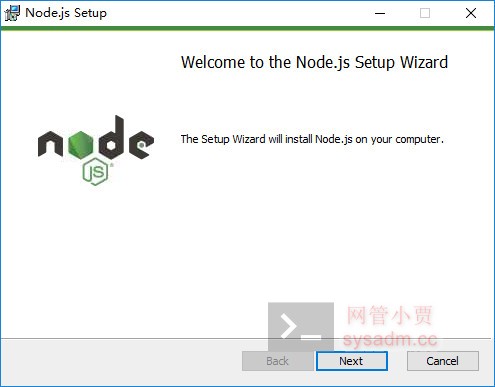 Node.js Setup
Welcome to the Node.js Setup Wizard
node
JS
The Setup Wizard will install Node.js on your computer.
网管小贾
sysadm.cc
Back
Next
Cancel